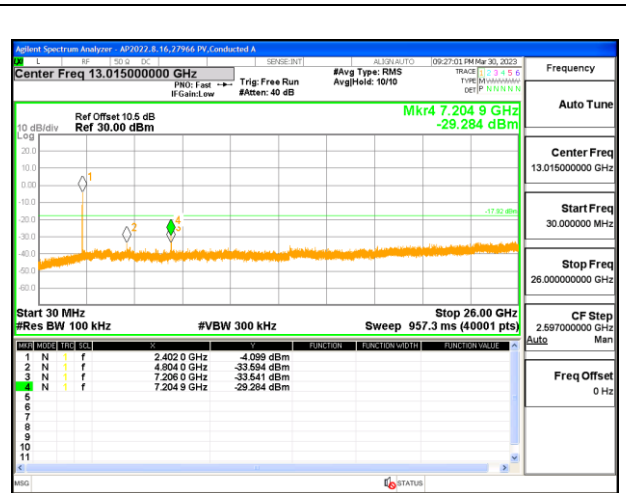 Agilent Spectrum Analyzer - AP2022.8.16,27966 PV,Conducted A
L RF 50 Ω DC SENSE:INT ALIGNAUTO 09:27:01 PM Mar 30, 2023
Center Freq 13.015000000 GHz
PNO: Fast
IFGain:Low
Trig: Free Run
#Atten: 40 dB
#Avg Type: RMS
Avg|Hold: 10/10
TRACE 1 2 3 4 5 6
TYPE M
DET P N N N N N
Ref Offset 10.5 dB
Ref 30.00 dBm
10 dB/div
Log
Mkr4 7.204 9 GHz
-29.284 dBm
20.0
10.0
0.00
-10.0
-20.0
-30.0
-40.0
-50.0
-60.0
1
2
4
Start 30 MHz
#Res BW 100 kHz
#VBW 300 kHz
Stop 26.00 GHz
Sweep 957.3 ms (40001 pts)
MKR MODE TRC SCL X Y FUNCTION FUNCTION WIDTH FUNCTION VALUE
1 N 1 f 2.402 0 GHz -4.099 dBm
2 N 1 f 4.804 0 GHz -33.594 dBm
3 N 1 f 7.206 0 GHz -33.541 dBm
4 N 1 f 7.204 9 GHz -29.284 dBm
5
6
7
8
9
10
11
MSG STATUS
Frequency
Auto Tune
Center Freq
13.015000000 GHz
Start Freq
30.000000 MHz
Stop Freq
26.000000000 GHz
CF Step
2.597000000 GHz
Auto Man
Freq Offset
0 Hz